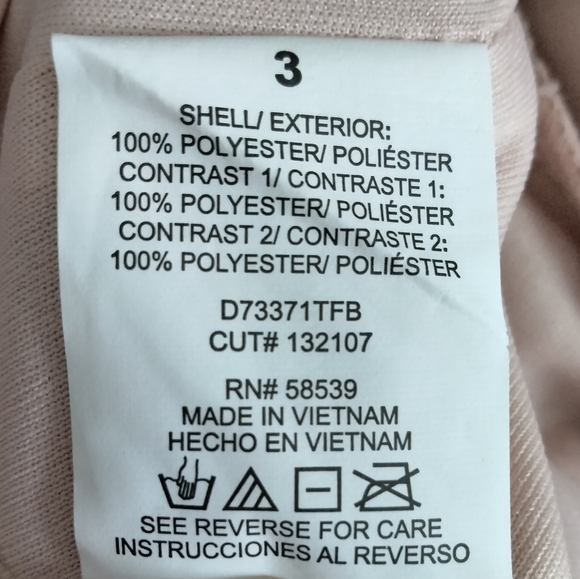 3
SHELL/ EXTERIOR:
100% POLYESTER/ POLIÉSTER
CONTRAST 1/ CONTRASTE 1:
100% POLYESTER/ POLIÉSTER
CONTRAST 2/ CONTRASTE 2:
100% POLYESTER/ POLIÉSTER
D73371TFB
CUT# 132107
RN# 58539
MADE IN VIETNAM
HECHO EN VIETNAM
SEE REVERSE FOR CARE
INSTRUCCIONES AL REVERSO